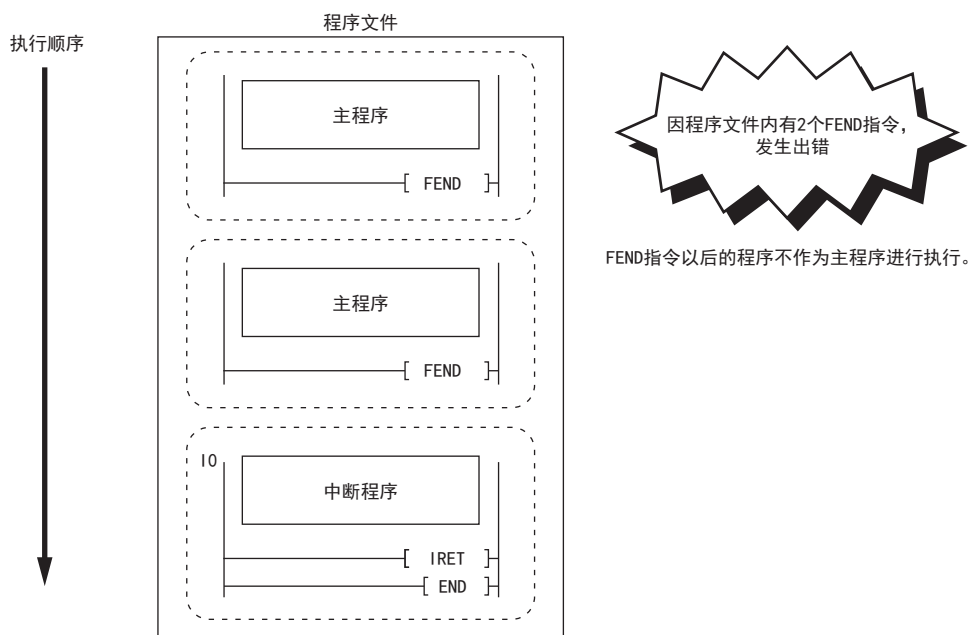 程序文件
执行顺序
主程序
FEND
因程序文件内有2个FEND指令，
发生出错
FEND指令以后的程序不作为主程序进行执行。
主程序
FEND
I0
中断程序
IRET
END